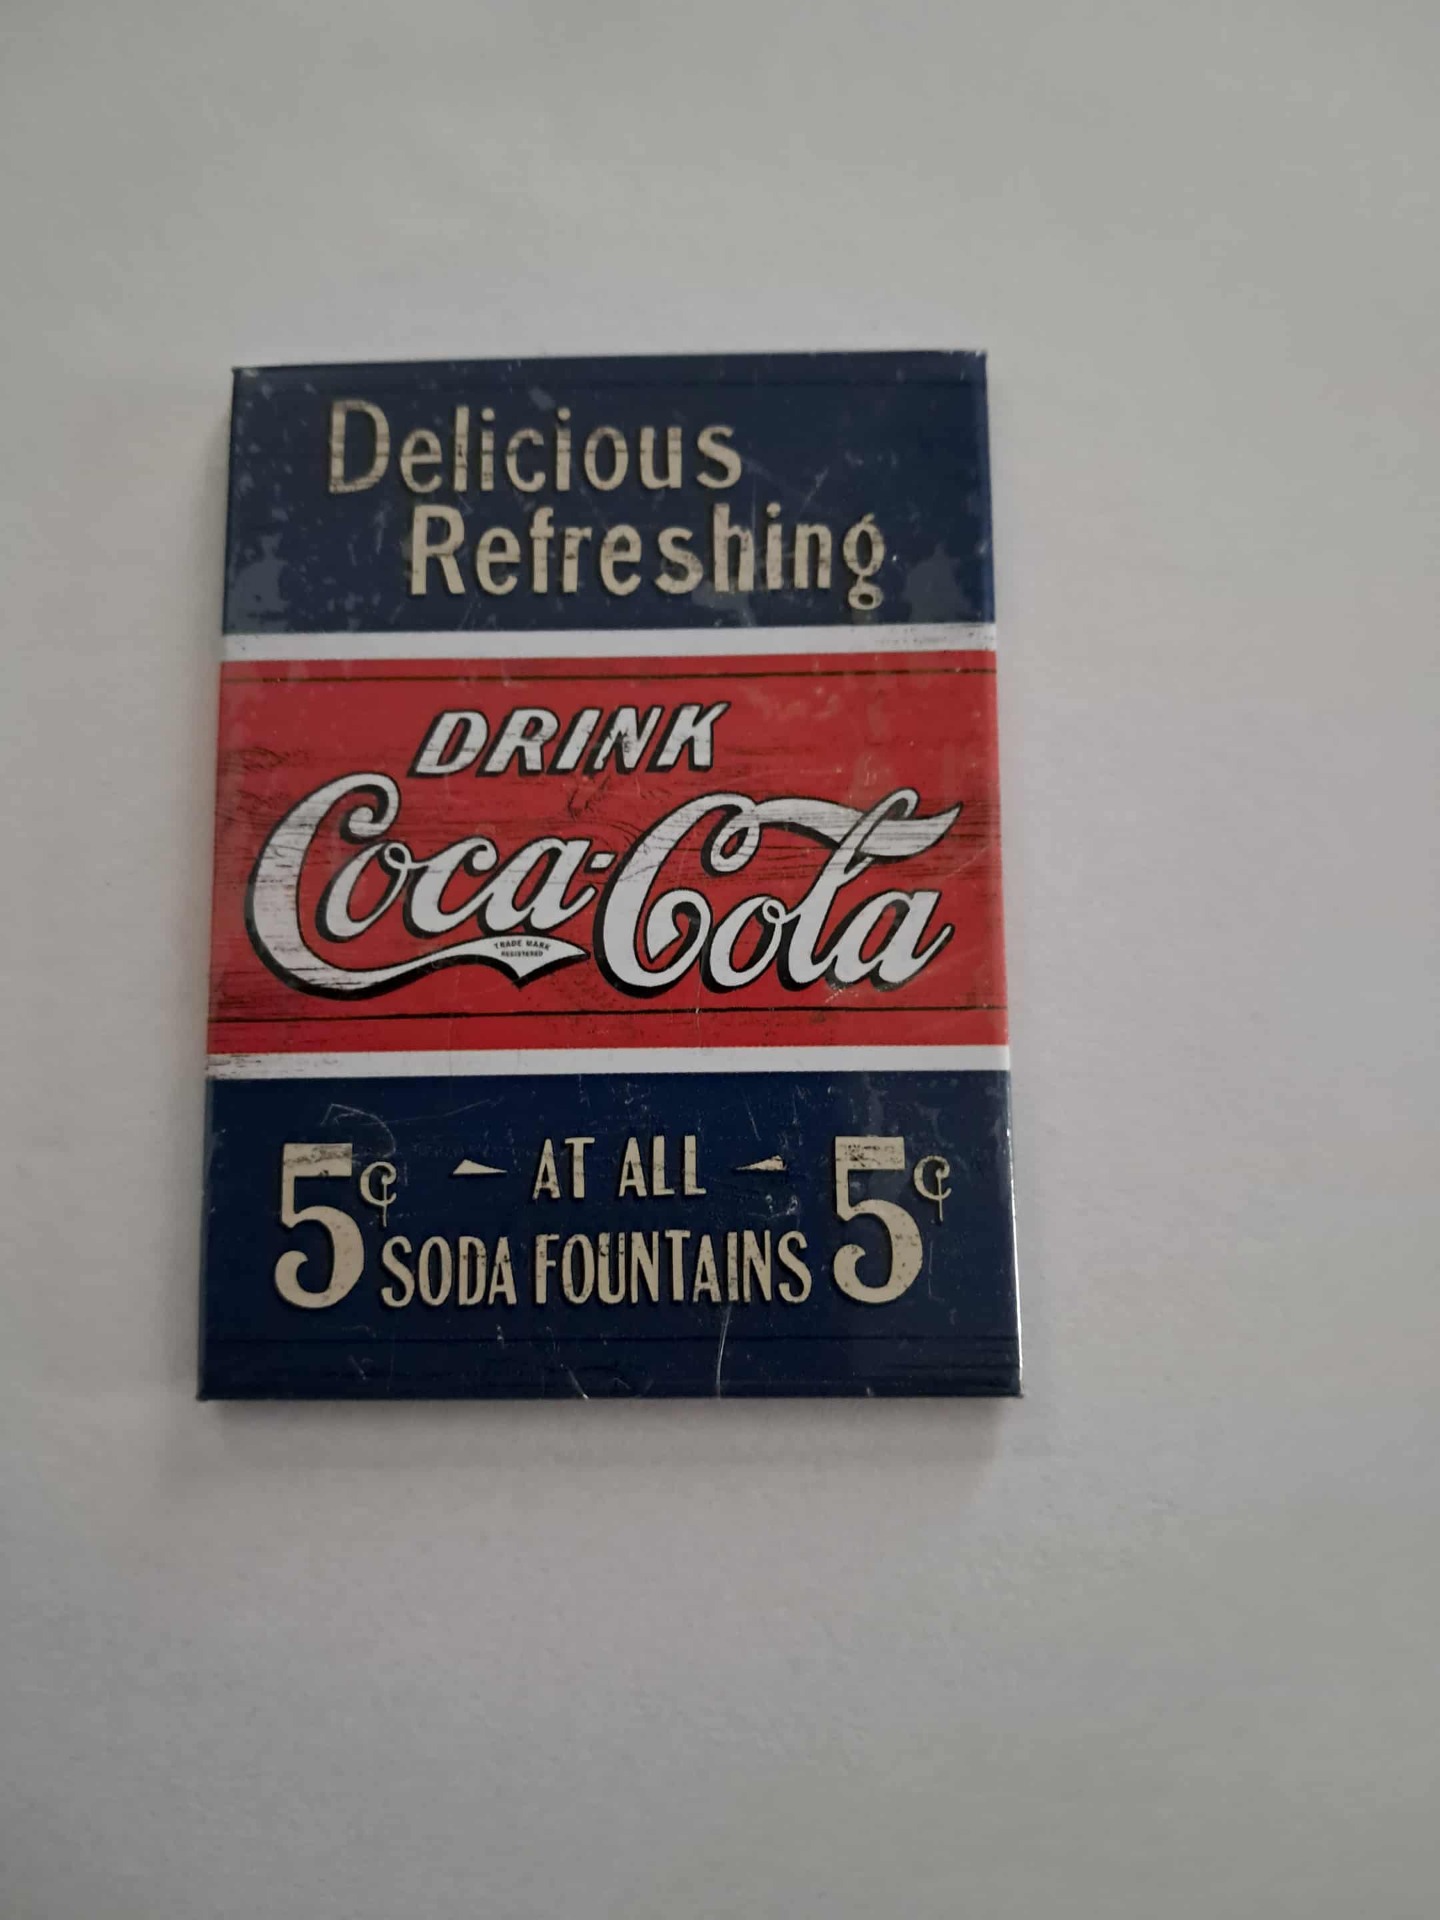 Delicious
Refreshing
DRINK
Coca-Cola
TRADE MARK
REGISTERED
5¢ AT ALL 5¢
SODA FOUNTAINS